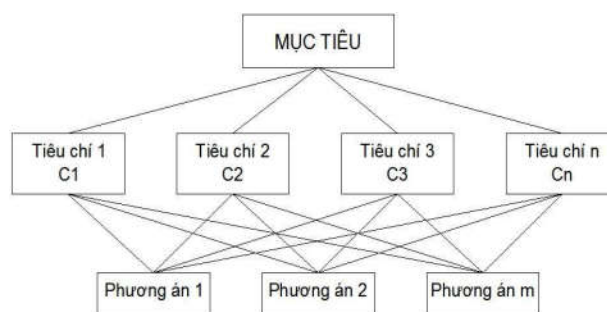 MỤC TIÊU
Tiêu chí 1
C1
Tiêu chí 2
C2
Tiêu chí 3
C3
Tiêu chí n
Cn
Phương án 1
Phương án 2
Phương án m